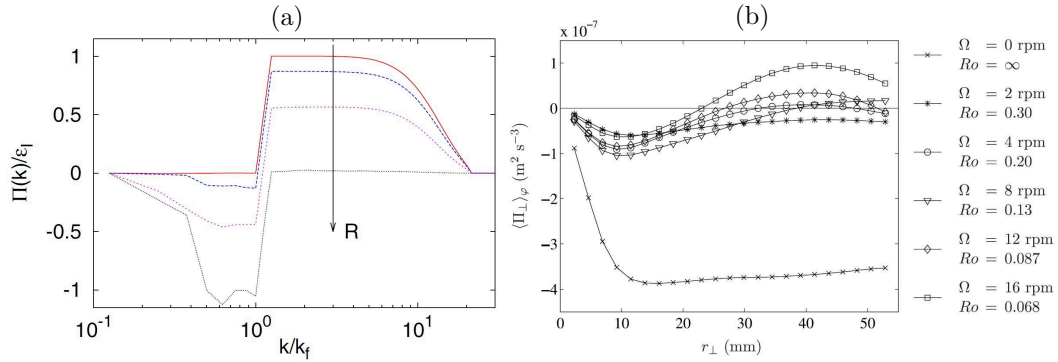 (a)
1
0.5
0
-0.5
-1
Π(k)/ε_I
R
10^-1
10^0
10^1
k/k_f
(b)
x 10^-7
1
0
−1
−2
−3
−4
⟨Π_⊥⟩_φ (m² s^−3)
0
10
20
30
40
50
r_⊥ (mm)
Ω = 0 rpm
Ro = ∞
Ω = 2 rpm
Ro = 0.30
Ω = 4 rpm
Ro = 0.20
Ω = 8 rpm
Ro = 0.13
Ω = 12 rpm
Ro = 0.087
Ω = 16 rpm
Ro = 0.068